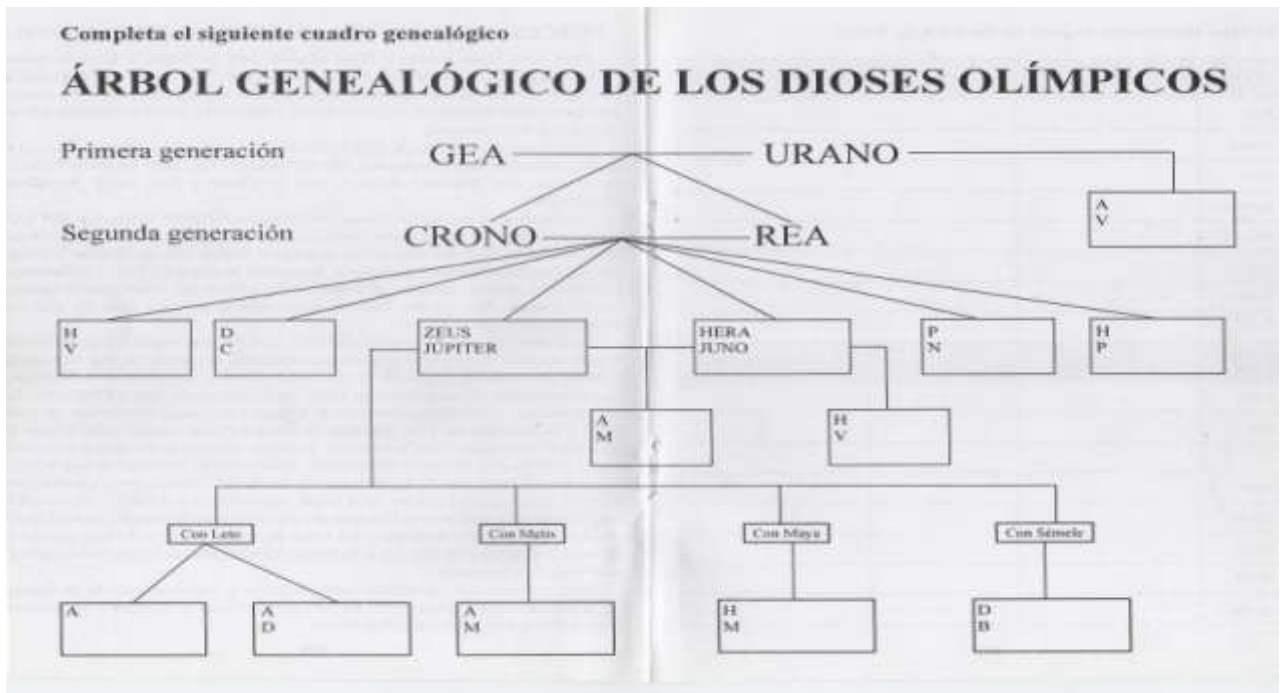 Completa el siguiente cuadro genealógico
ÁRBOL GENEALÓGICO DE LOS DIOSES OLÍMPICOS
Primera generación GEA URANO
A
V
Segunda generación CRONO REA
H
V
D
C
ZEUS
JÚPITER
HERA
JUNO
P
N
H
P
A
M
H
V
Con Leto
Con Metis
Con Maya
Con Sémele
A
A
D
A
M
H
M
D
B